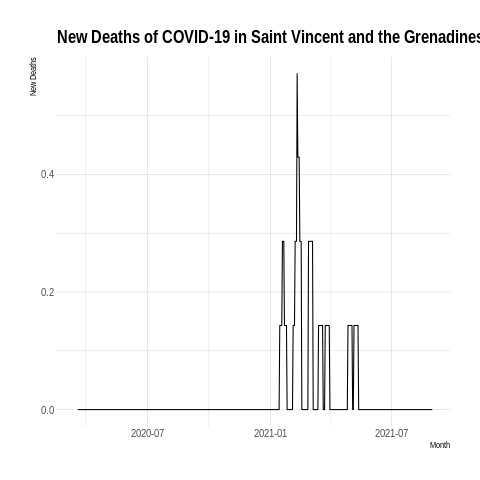 New Deaths of COVID-19 in Saint Vincent and the Grenadines
New Deaths
0.4
0.2
0.0
2020-07
2021-01
2021-07
Month